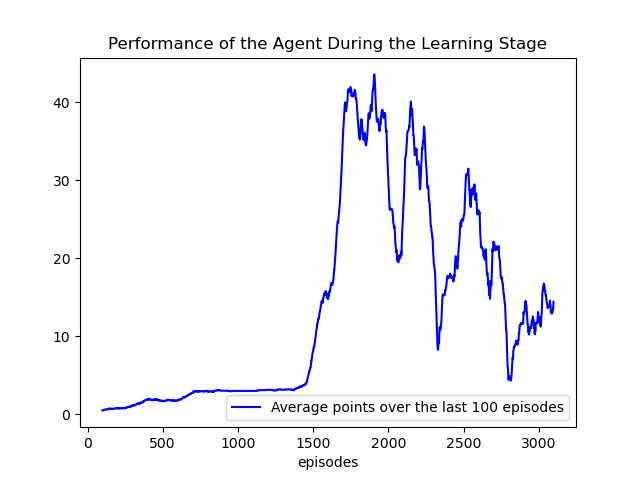 Performance of the Agent During the Learning Stage
40
30
20
10
0
Average points over the last 100 episodes
0 500 1000 1500 2000 2500 3000
episodes